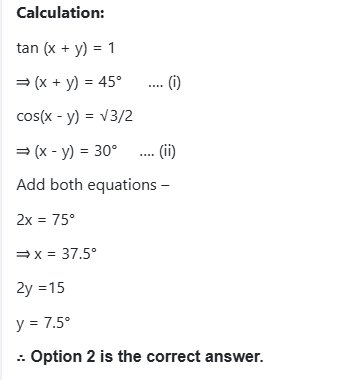 Calculation:
tan (x + y) = 1
⇒ (x + y) = 45° .... (i)
cos(x - y) = √3/2
⇒ (x - y) = 30° .... (ii)
Add both equations –
2x = 75°
⇒ x = 37.5°
2y =15
y = 7.5°
∴ Option 2 is the correct answer.